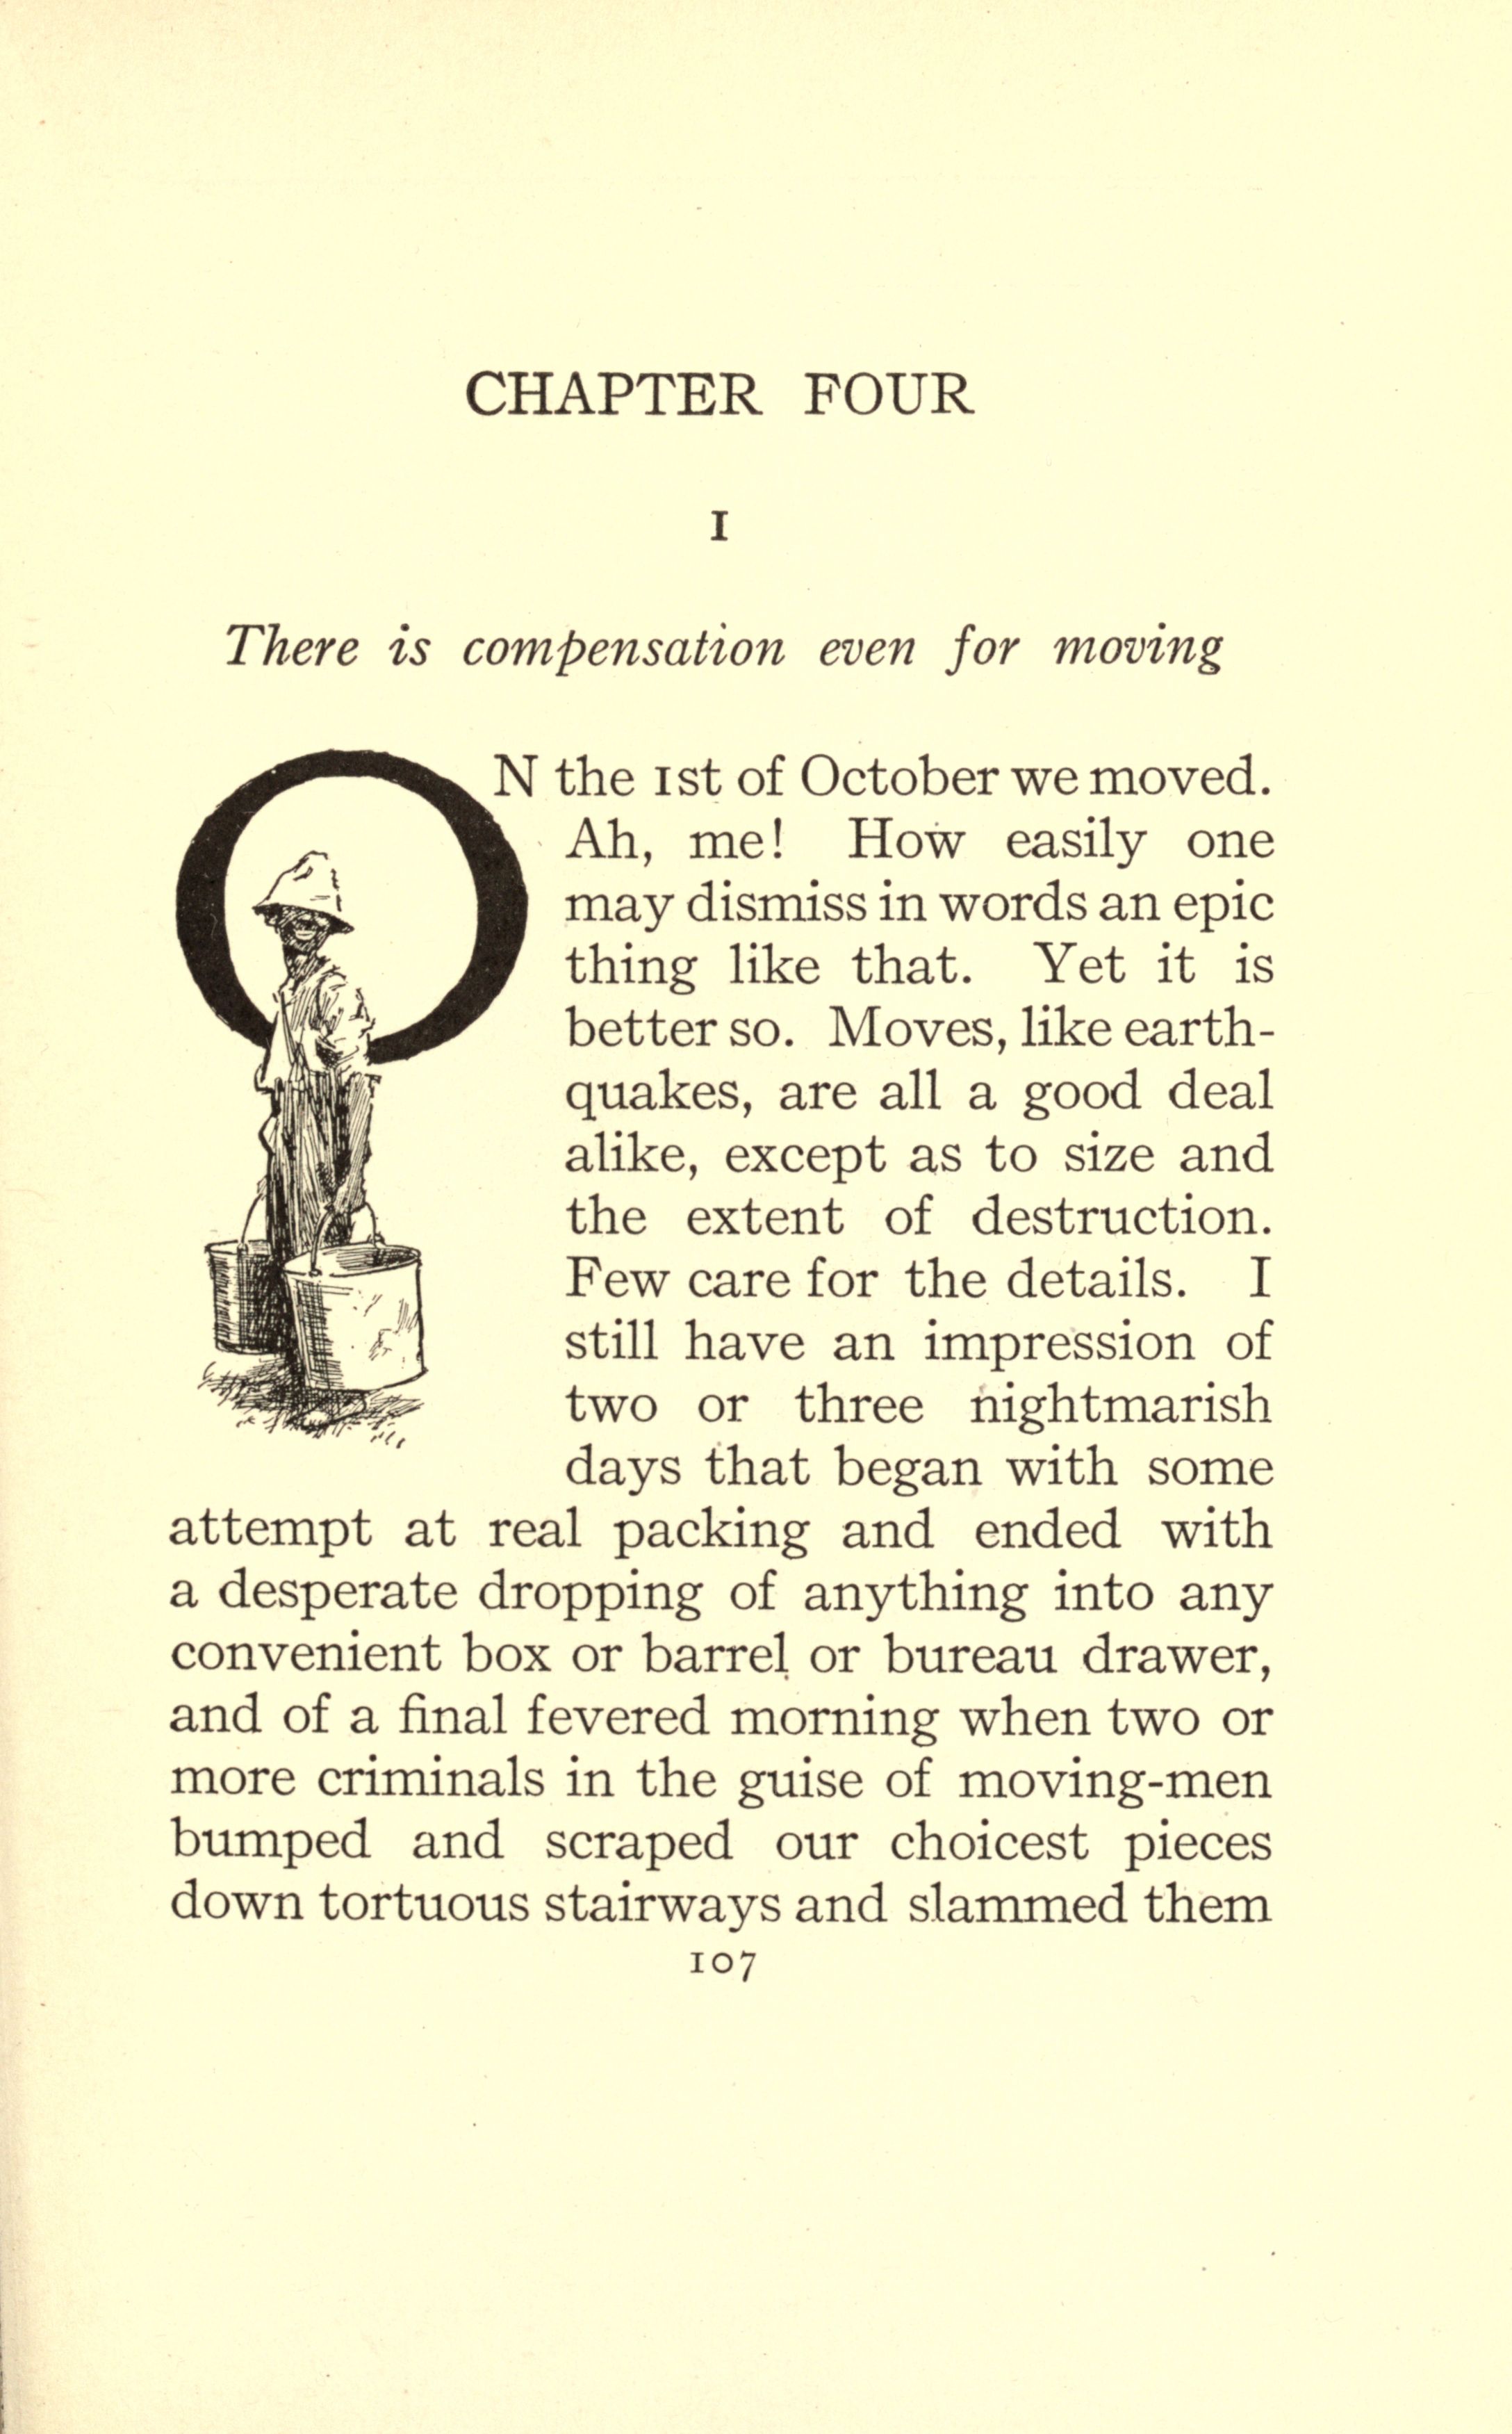 CHAPTER FOUR
I
There is compensation even for moving
ON the 1st of October we moved.
Ah, me! How easily one
may dismiss in words an epic
thing like that. Yet it is
better so. Moves, like earth-
quakes, are all a good deal
alike, except as to size and
the extent of destruction.
Few care for the details. I
still have an impression of
two or three nightmarish
days that began with some
attempt at real packing and ended with
a desperate dropping of anything into any
convenient box or barrel or bureau drawer,
and of a final fevered morning when two or
more criminals in the guise of moving-men
bumped and scraped our choicest pieces
down tortuous stairways and slammed them
107